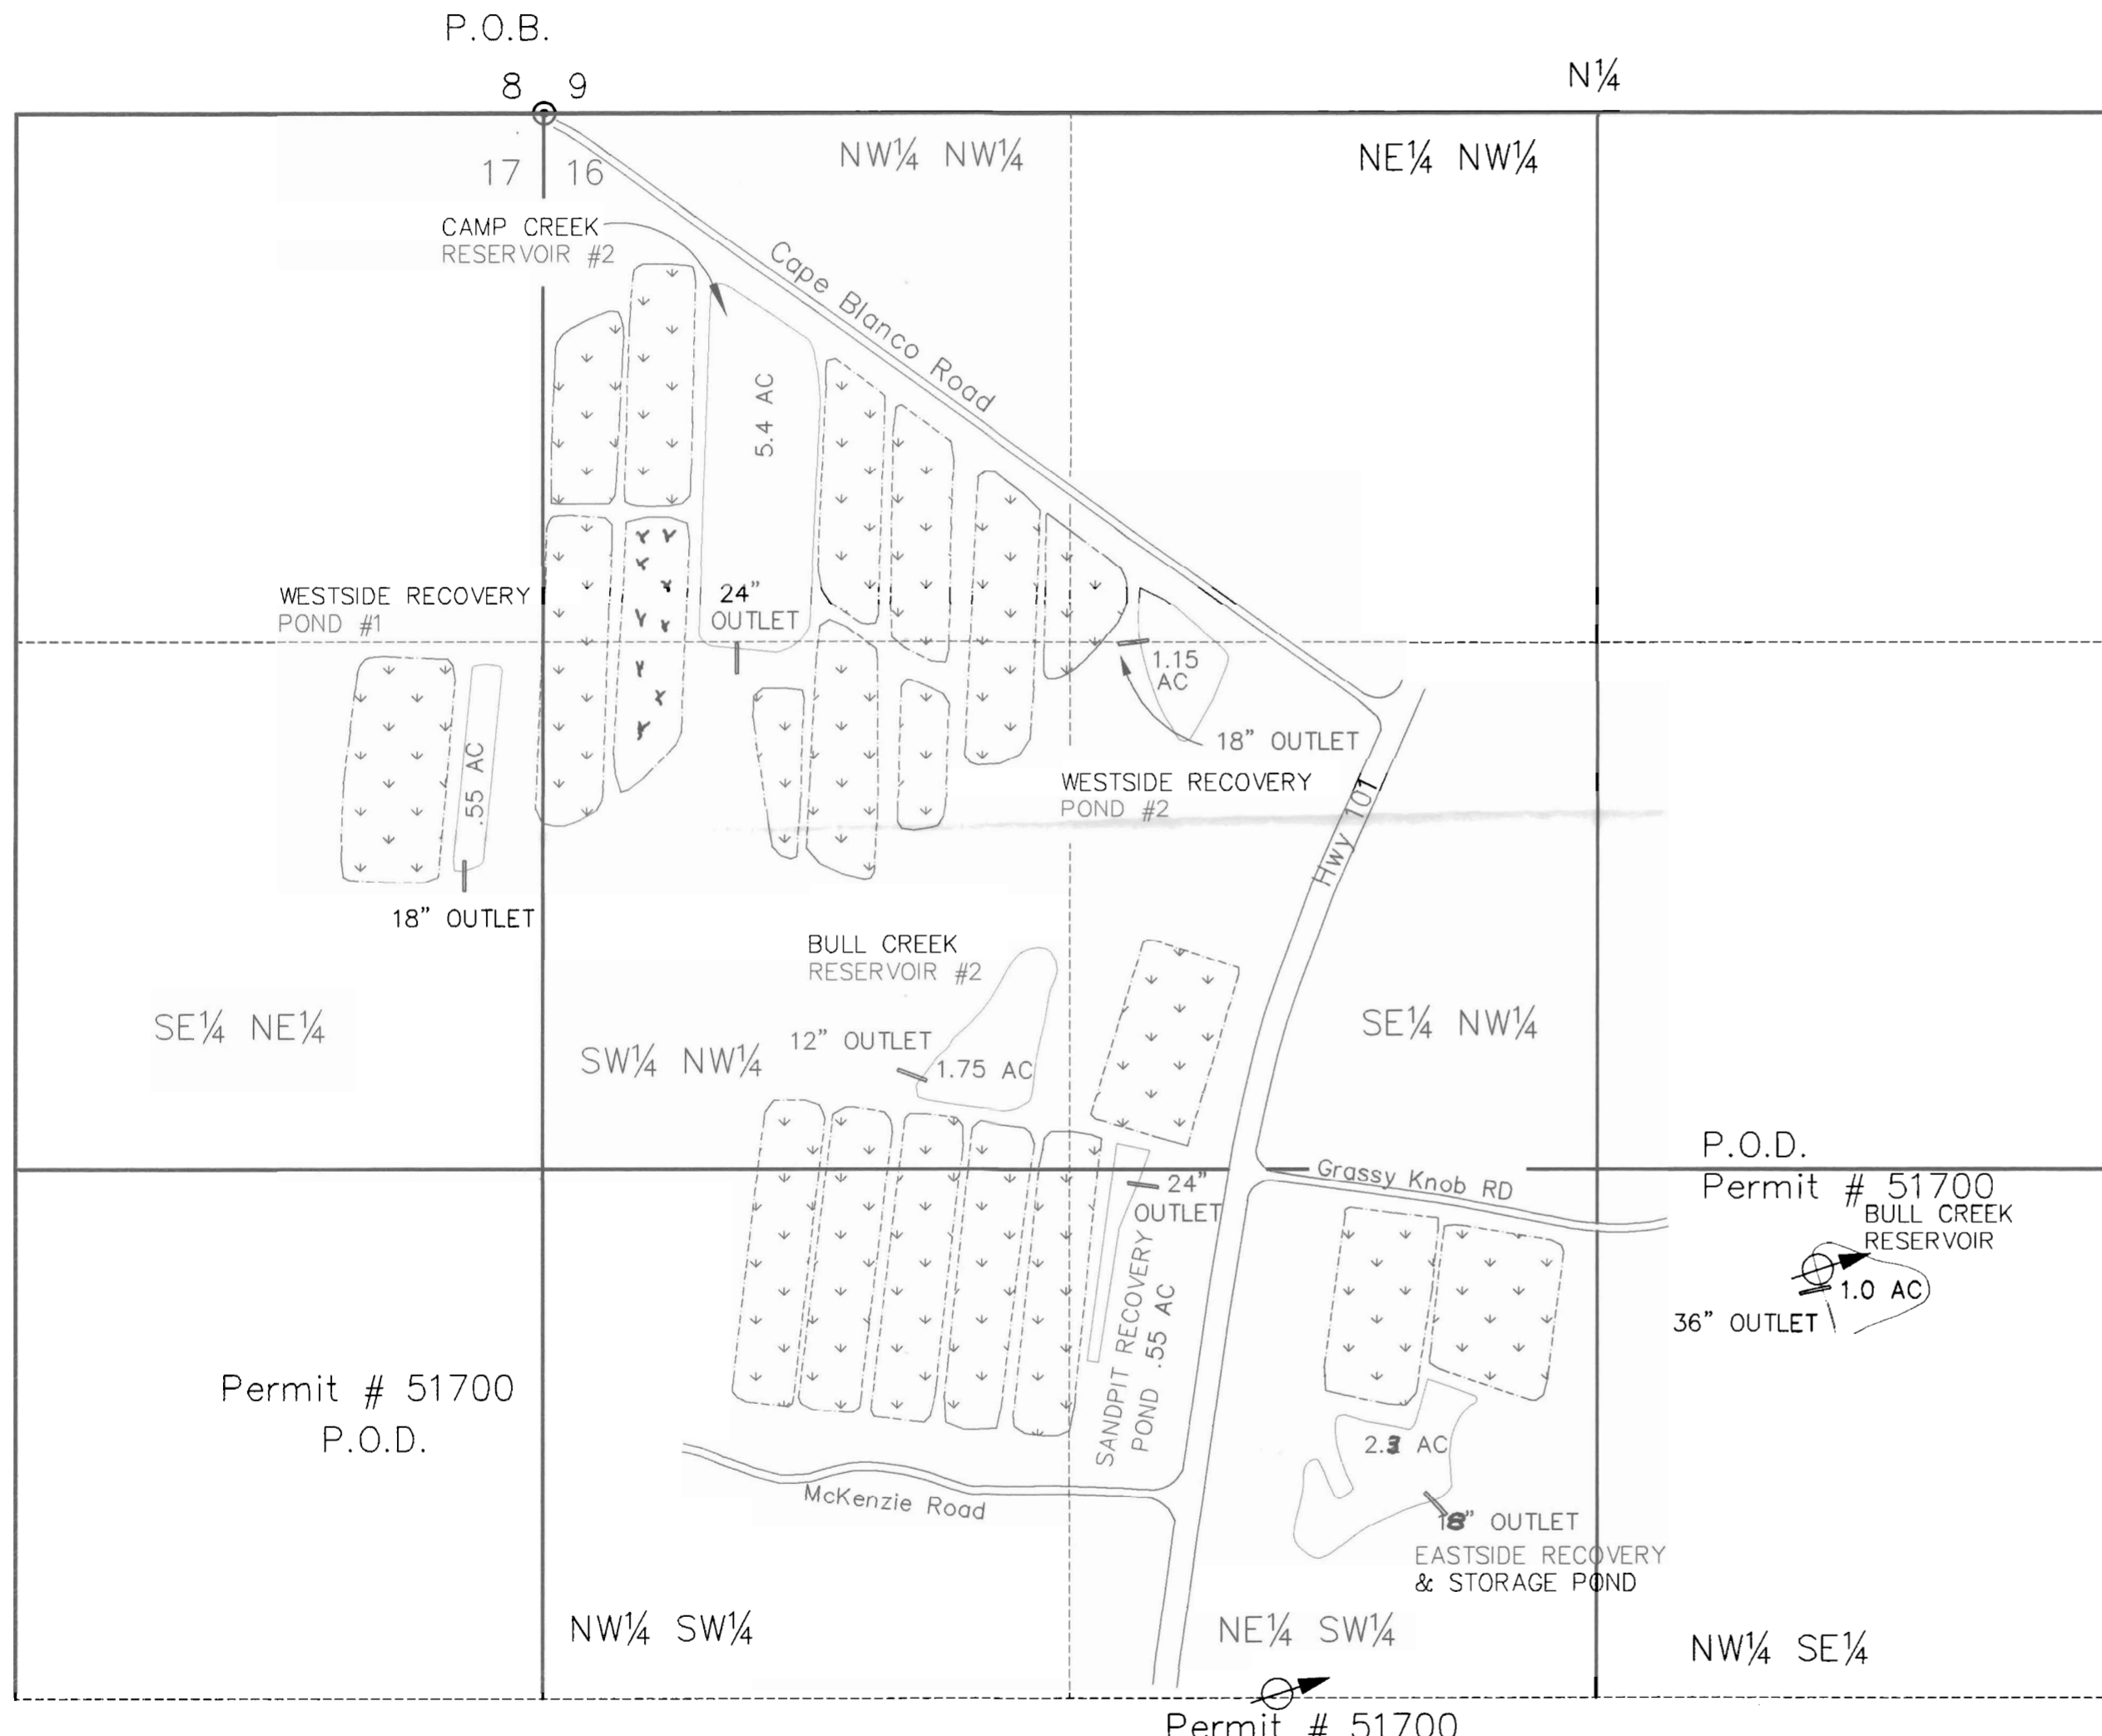 P.O.B.
8 9
N¼
17 16
NW¼ NW¼
NE¼ NW¼
CAMP CREEK
RESERVOIR #2
Cape Blanco Road
5.4 AC
WESTSIDE RECOVERY
POND #1
24”
OUTLET
1.15
AC
18” OUTLET
WESTSIDE RECOVERY
POND #2
.55 AC
Hwy 101
18” OUTLET
BULL CREEK
RESERVOIR #2
12” OUTLET
1.75 AC
SE¼ NE¼
SW¼ NW¼
SE¼ NW¼
P.O.D.
Permit # 51700
Grassy Knob RD
24”
OUTLET
BULL CREEK
RESERVOIR
1.0 AC
36” OUTLET
SANDPIT RECOVERY
POND .55 AC
Permit # 51700
P.O.D.
2.3 AC
McKenzie Road
18” OUTLET
EASTSIDE RECOVERY
& STORAGE POND
NW¼ SW¼
NE¼ SW¼
NW¼ SE¼
Permit # 51700